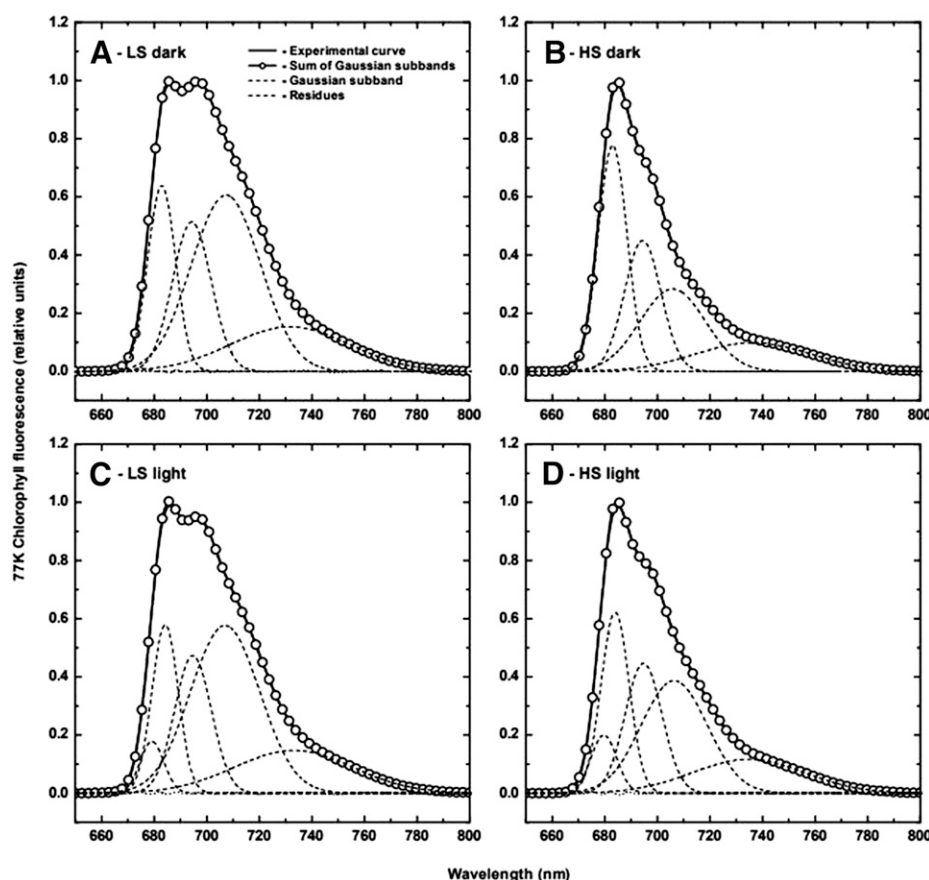 A - LS dark
- Experimental curve
- Sum of Gaussian subbands
- Gaussian subband
- Residues
1.2
1.0
0.8
0.6
0.4
0.2
0.0
660 680 700 720 740 760 780 800
B - HS dark
1.2
1.0
0.8
0.6
0.4
0.2
0.0
660 680 700 720 740 760 780 800
77K Chlorophyll fluorescence (relative units)
C - LS light
1.2
1.0
0.8
0.6
0.4
0.2
0.0
660 680 700 720 740 760 780 800
D - HS light
1.2
1.0
0.8
0.6
0.4
0.2
0.0
660 680 700 720 740 760 780 800
Wavelength (nm)